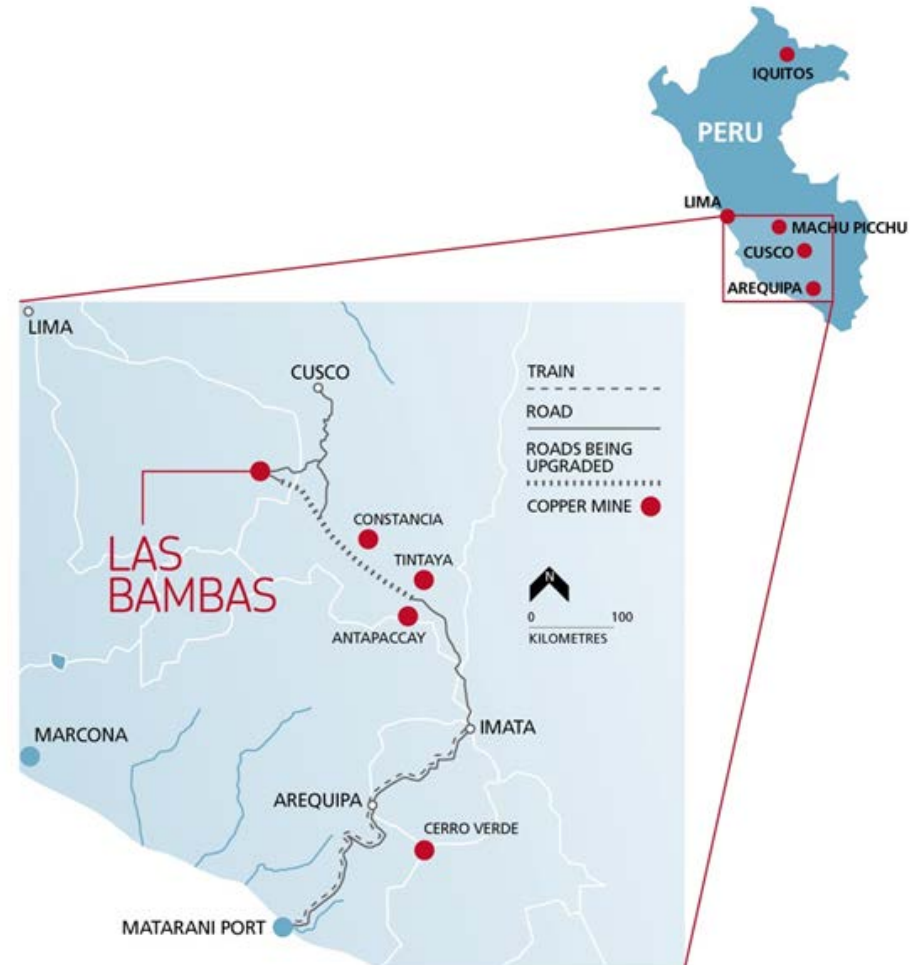 IQUITOS
PERU
LIMA
MACHU PICCHU
CUSCO
AREQUIPA
LIMA
CUSCO
TRAIN
ROAD
ROADS BEING
UPGRADED
COPPER MINE
LAS
BAMBAS
CONSTANCIA
TINTAYA
ANTAPACCAY
N
0 100
KILOMETRES
MARCONA
IMATA
AREQUIPA
CERRO VERDE
MATARANI PORT